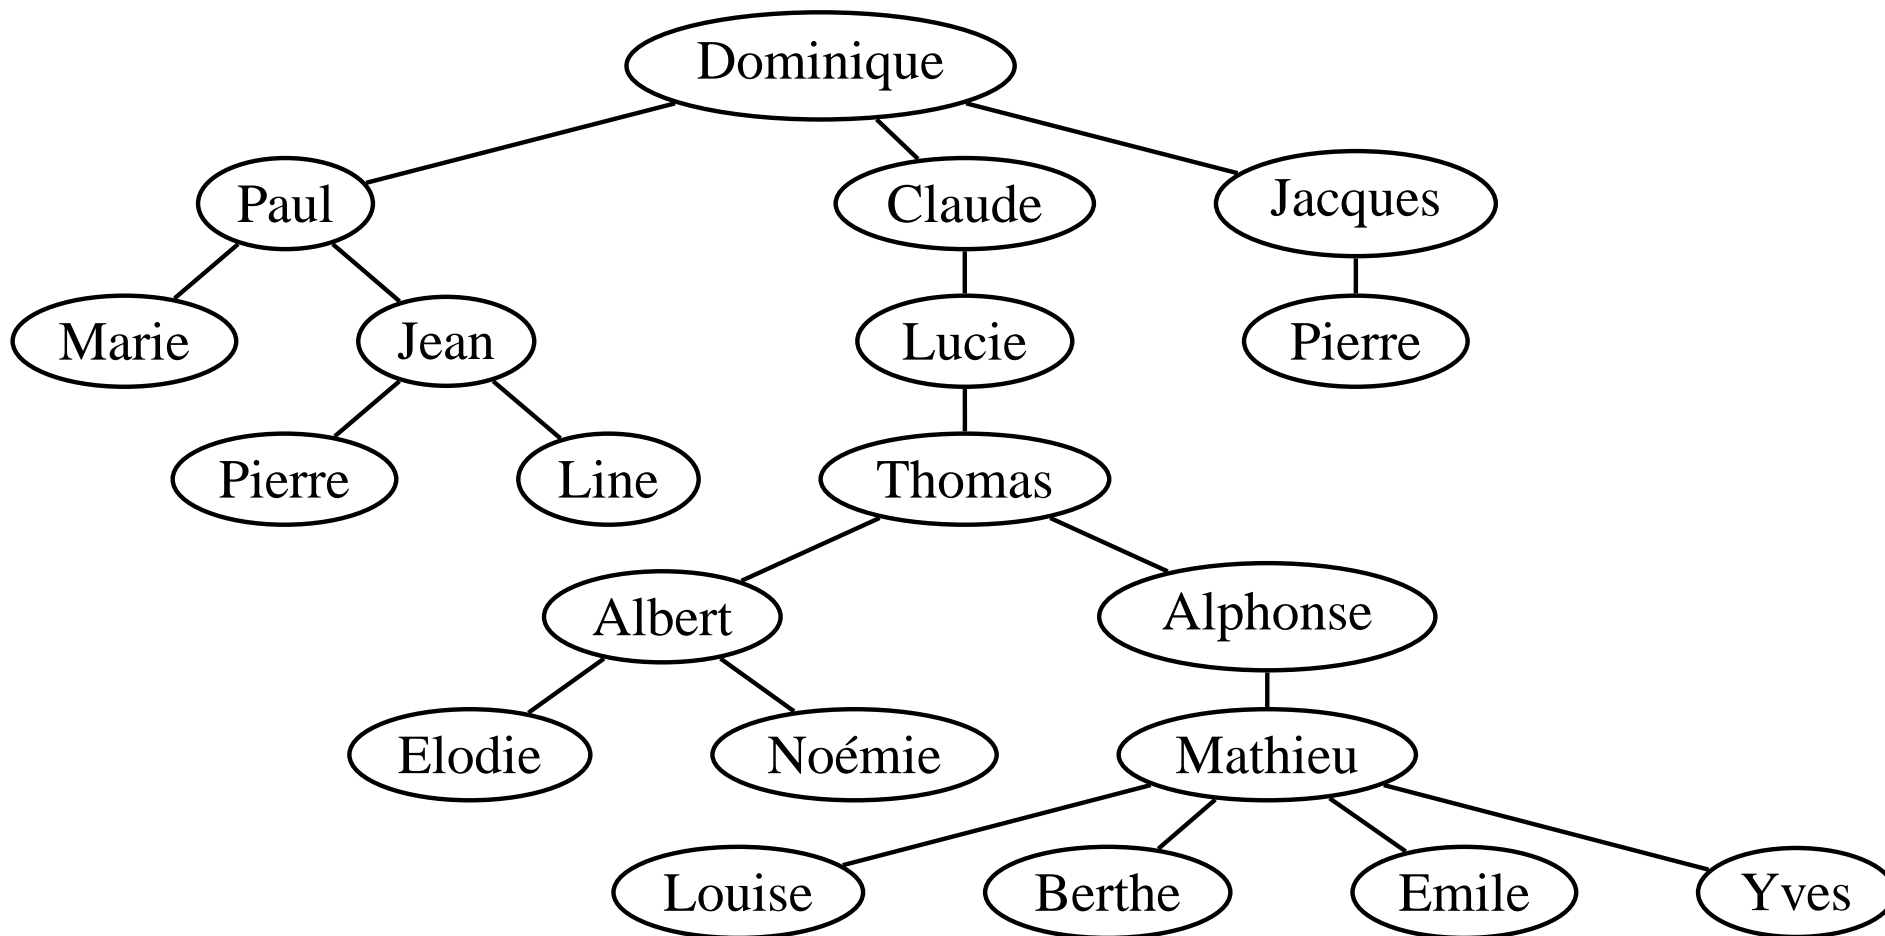 Dominique
Paul
Claude
Jacques
Marie
Jean
Lucie
Pierre
Pierre
Line
Thomas
Albert
Alphonse
Elodie
Noémie
Mathieu
Louise
Berthe
Emile
Yves